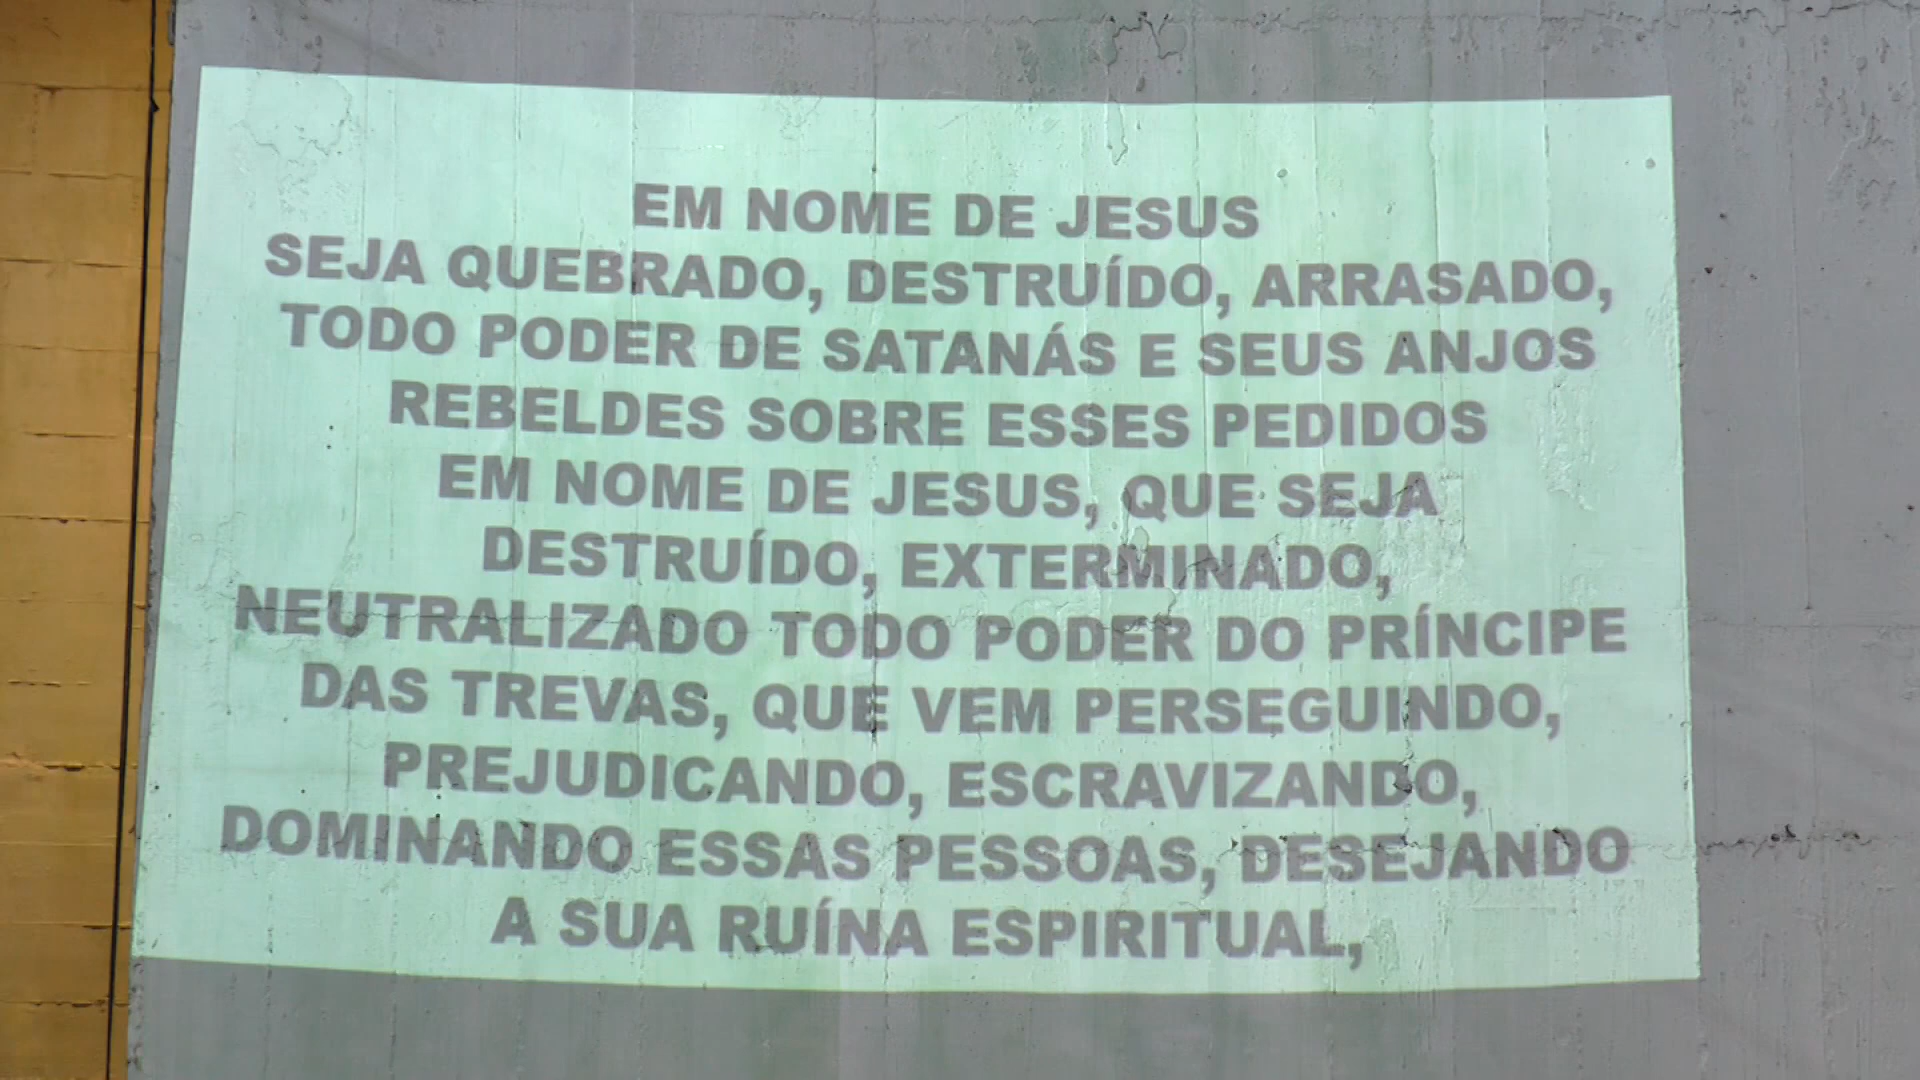 EM NOME DE JESUS
SEJA QUEBRADO, DESTRUÍDO, ARRASADO,
TODO PODER DE SATANÁS E SEUS ANJOS
REBELDES SOBRE ESSES PEDIDOS
EM NOME DE JESUS, QUE SEJA
DESTRUÍDO, EXTERMINADO,
NEUTRALIZADO TODO PODER DO PRÍNCIPE
DAS TREVAS, QUE VEM PERSEGUINDO,
PREJUDICANDO, ESCRAVIZANDO,
DOMINANDO ESSAS PESSOAS, DESEJANDO
A SUA RUÍNA ESPIRITUAL,